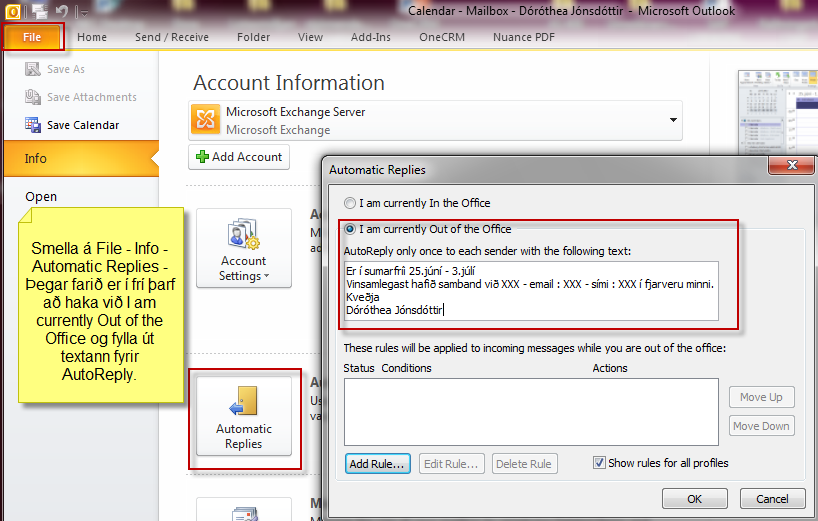 Calendar - Mailbox - Dóróthea Jónsdóttir - Microsoft Outlook
File Home Send / Receive Folder View Add-Ins OneCRM Nuance PDF
Save As
Save Attachments
Save Calendar
Info
Open
Smella á File - Info -
Automatic Replies -
Þegar farið er í frí þarf
að haka við I am
currently Out of the
Office og fylla út
textann fyrir
AutoReply.
Account Information
Microsoft Exchange Server
Microsoft Exchange
Add Account
Account
Settings
Automatic
Replies
Automatic Replies
I am currently In the Office
I am currently Out of the Office
AutoReply only once to each sender with the following text:
Er í sumarfríi 25.júní - 3.júlí
Vinsamlegast hafið samband við XXX - email : XXX - sími : XXX í fjarveru minni.
Kveðja
Dóróthea Jónsdóttir
These rules will be applied to incoming messages while you are out of the office:
Status Conditions Actions
Move Up
Move Down
Add Rule... Edit Rule... Delete Rule
Show rules for all profiles
OK Cancel